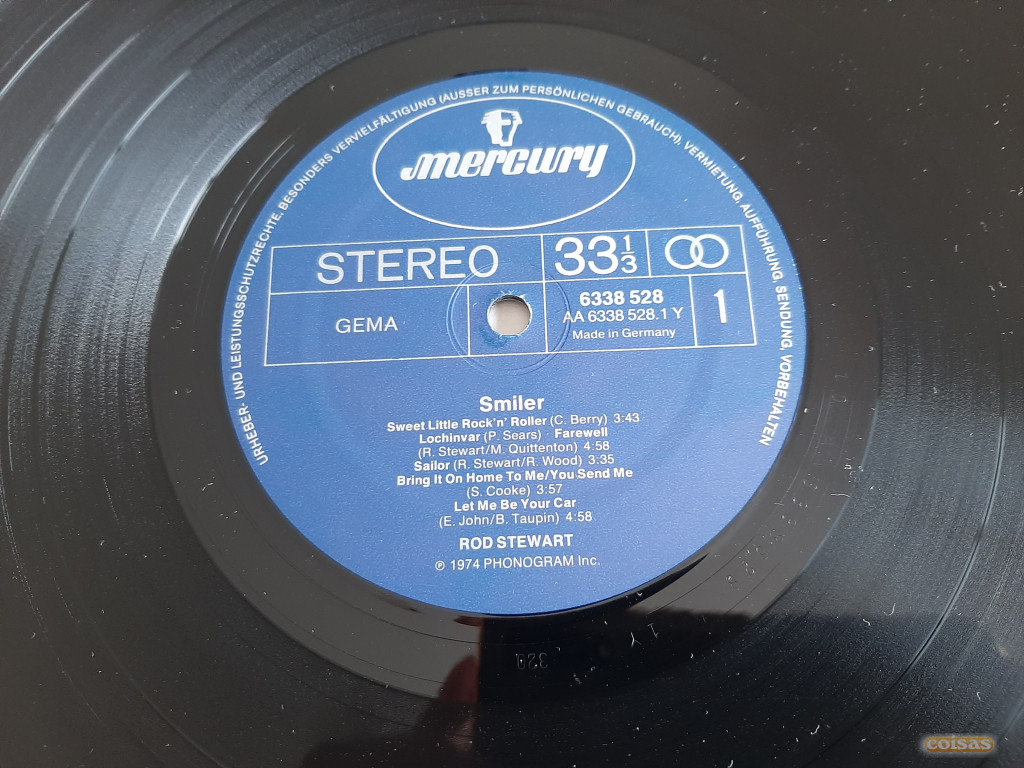 URHEBER- UND LEISTUNGSSCHUTZRECHTE, BESONDERS VERVIELFÄLTIGUNG (AUSSER ZUM PERSÖNLICHEN GEBRAUCH), VERMIETUNG, AUFFÜHRUNG, SENDUNG, VORBEHALTEN
mercury
STEREO
33 1/3
GEMA
6338 528
AA 6338 528.1 Y
Made in Germany
1
Smiler
Sweet Little Rock'n' Roller (C. Berry) 3:43
Lochinvar (P. Sears) · Farewell
(R. Stewart/M. Quittenton) 4:58
Sailor (R. Stewart/R. Wood) 3:35
Bring It On Home To Me/You Send Me
(S. Cooke) 3:57
Let Me Be Your Car
(E. John/B. Taupin) 4:58
ROD STEWART
℗ 1974 PHONOGRAM Inc.
coisas